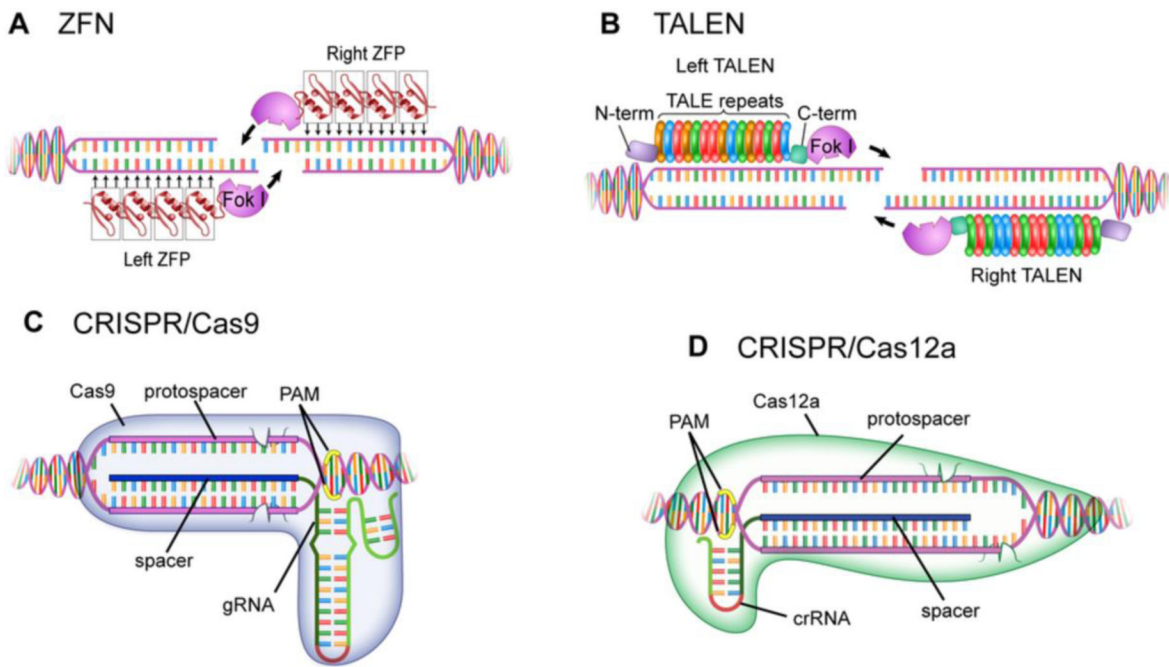 A ZFN
Right ZFP
Fok I
Left ZFP
B TALEN
Left TALEN
N-term
TALE repeats
C-term
Fok I
Right TALEN
C CRISPR/Cas9
Cas9
protospacer
PAM
spacer
gRNA
D CRISPR/Cas12a
Cas12a
PAM
protospacer
crRNA
spacer